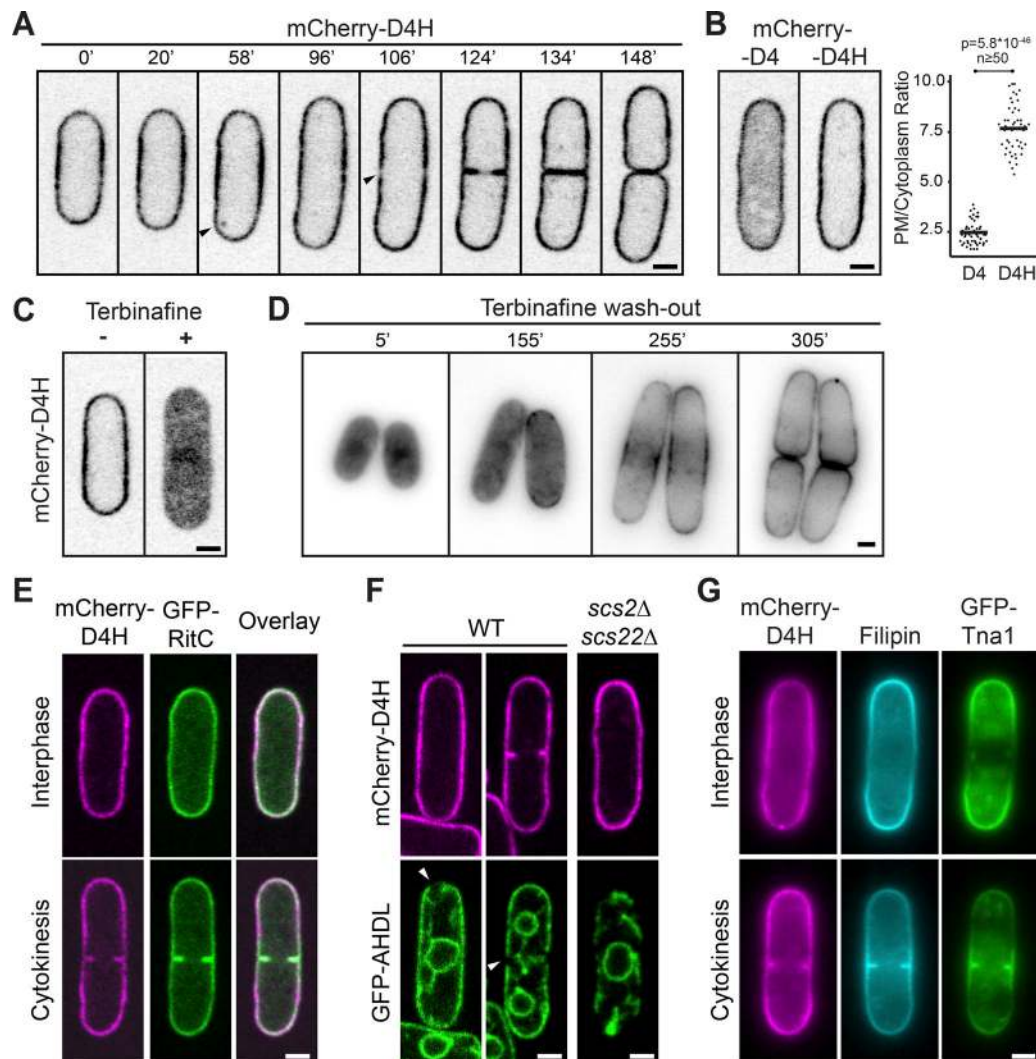 A
mCherry-D4H
0’ 20’ 58’ 96’ 106’ 124’ 134’ 148’
B
mCherry-
-D4 -D4H
p=5.8*10⁻⁴⁶
n≥50
PM/Cytoplasm Ratio
10.0
7.5
5.0
2.5
D4 D4H
C
Terbinafine
- +
mCherry-D4H
D
Terbinafine wash-out
5’ 155’ 255’ 305’
E
mCherry-
D4H
GFP-
RitC
Overlay
Interphase
Cytokinesis
F
WT
scs2Δ
scs22Δ
mCherry-D4H
GFP-AHDL
G
mCherry-
D4H
Filipin
GFP-
Tna1
Interphase
Cytokinesis